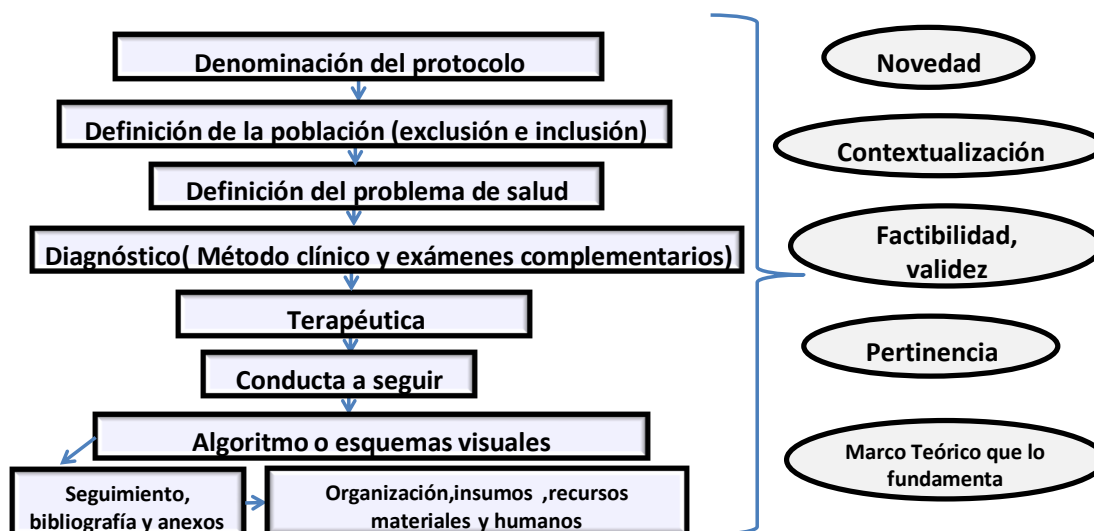 Denominación del protocolo
Definición de la población (exclusión e inclusión)
Definición del problema de salud
Diagnóstico( Método clínico y exámenes complementarios)
Terapéutica
Conducta a seguir
Algoritmo o esquemas visuales
Seguimiento,
bibliografía y anexos
Organización,insumos ,recursos
materiales y humanos
Novedad
Contextualización
Factibilidad,
validez
Pertinencia
Marco Teórico que lo
fundamenta